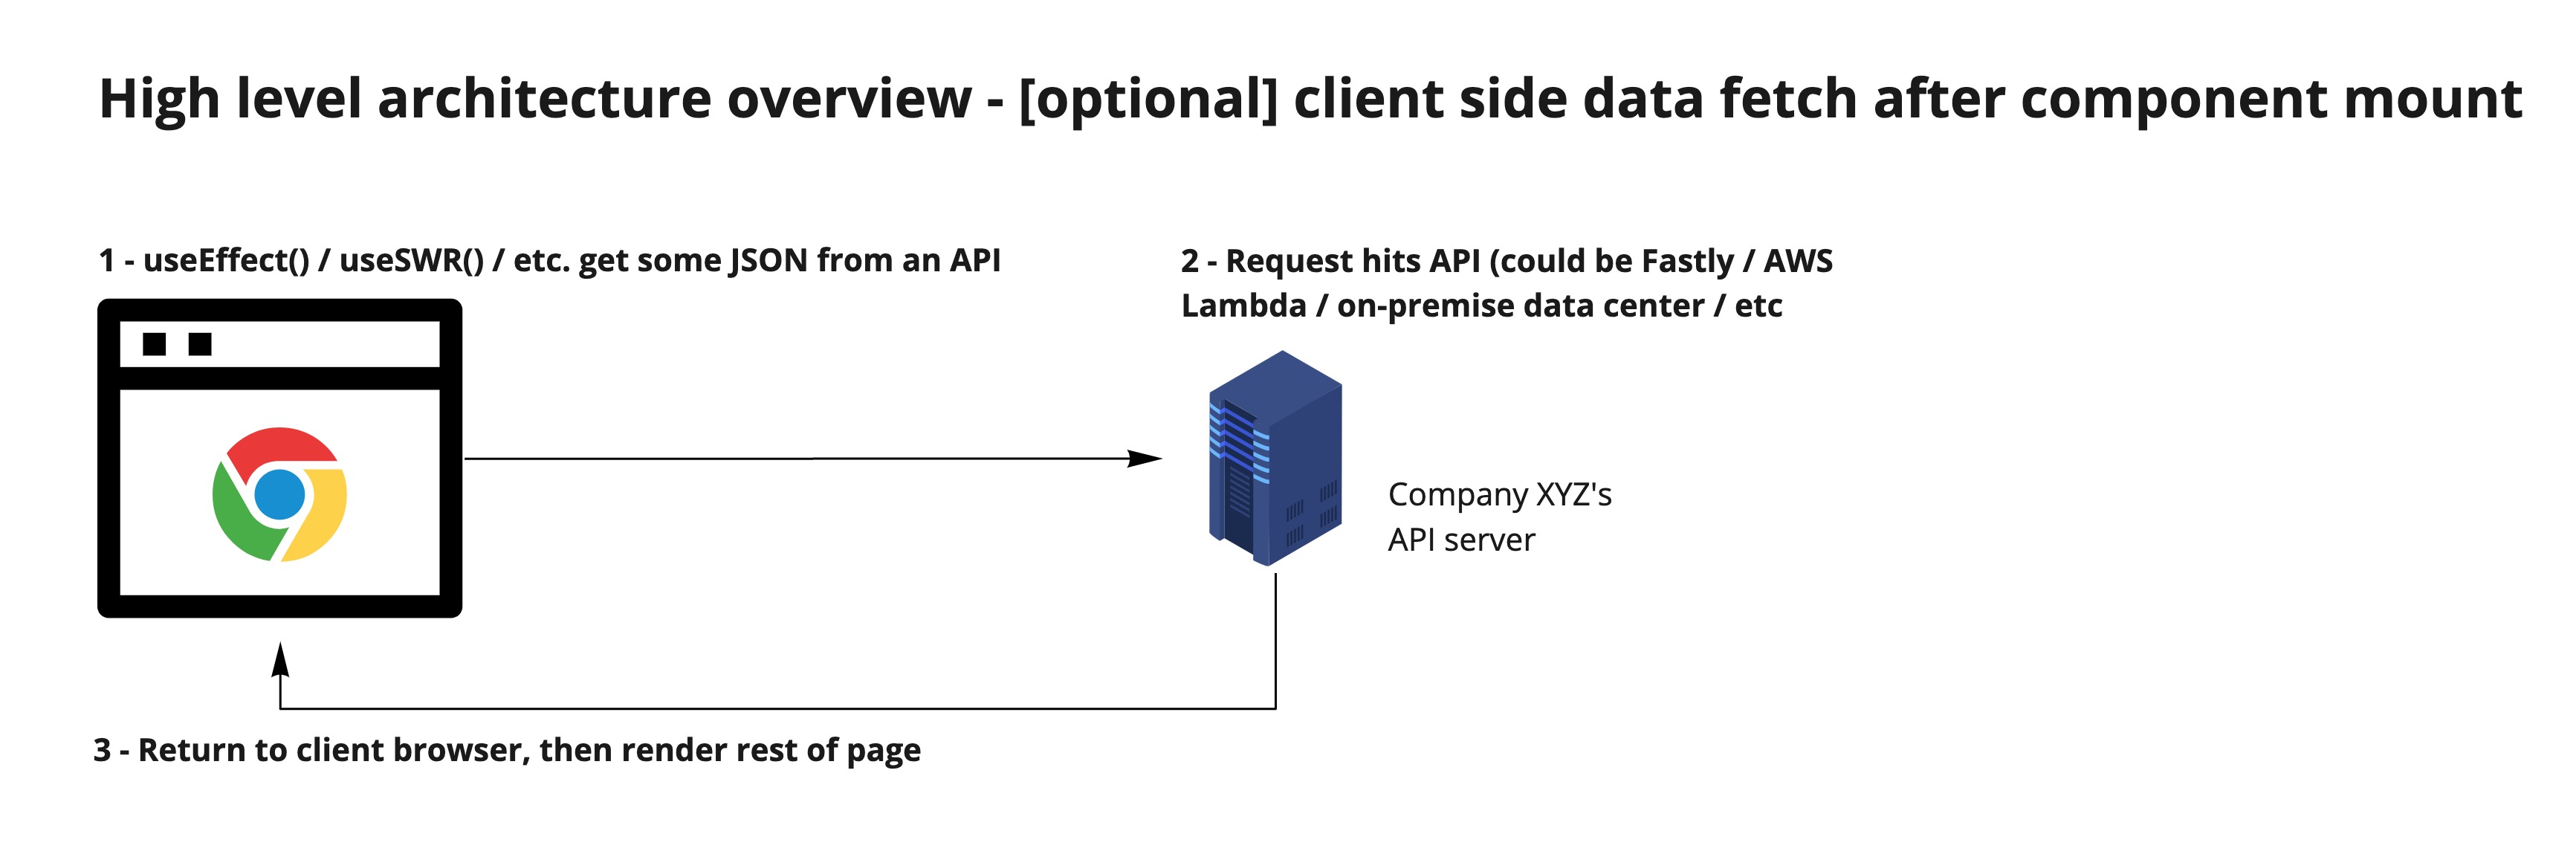 High level architecture overview - [optional] client side data fetch after component mount
1 - useEffect() / useSWR() / etc. get some JSON from an API
2 - Request hits API (could be Fastly / AWS
Lambda / on-premise data center / etc
Company XYZ's
API server
3 - Return to client browser, then render rest of page